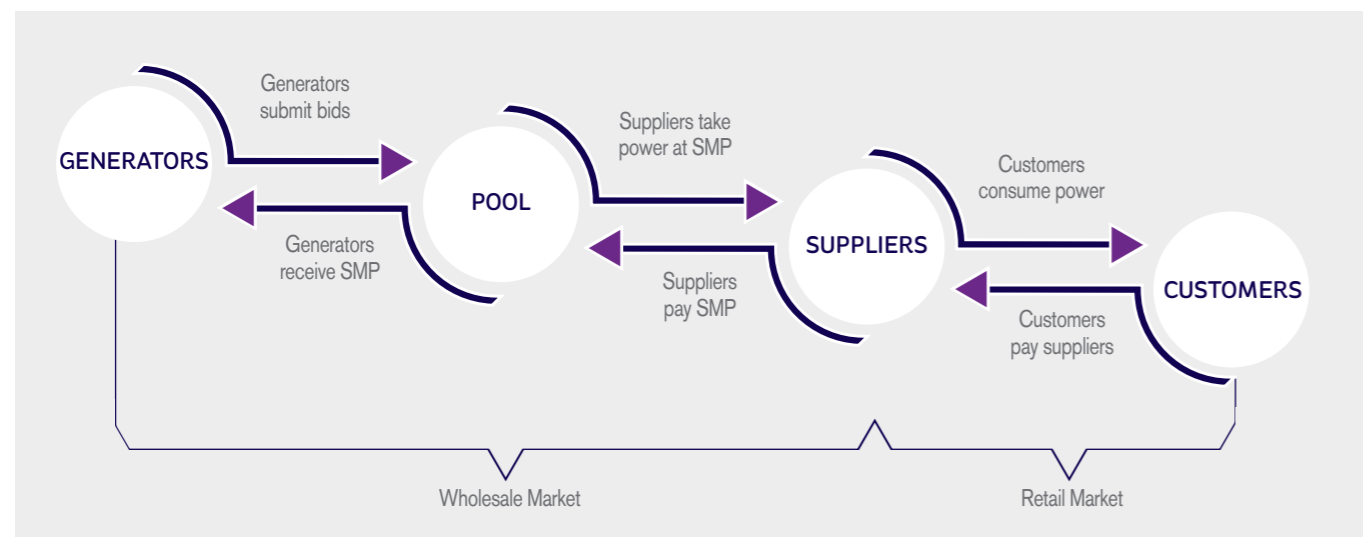 Generators
submit bids
GENERATORS
Generators
receive SMP
POOL
Suppliers take
power at SMP
Suppliers
pay SMP
SUPPLIERS
Customers
consume power
Customers
pay suppliers
CUSTOMERS
Wholesale Market
Retail Market